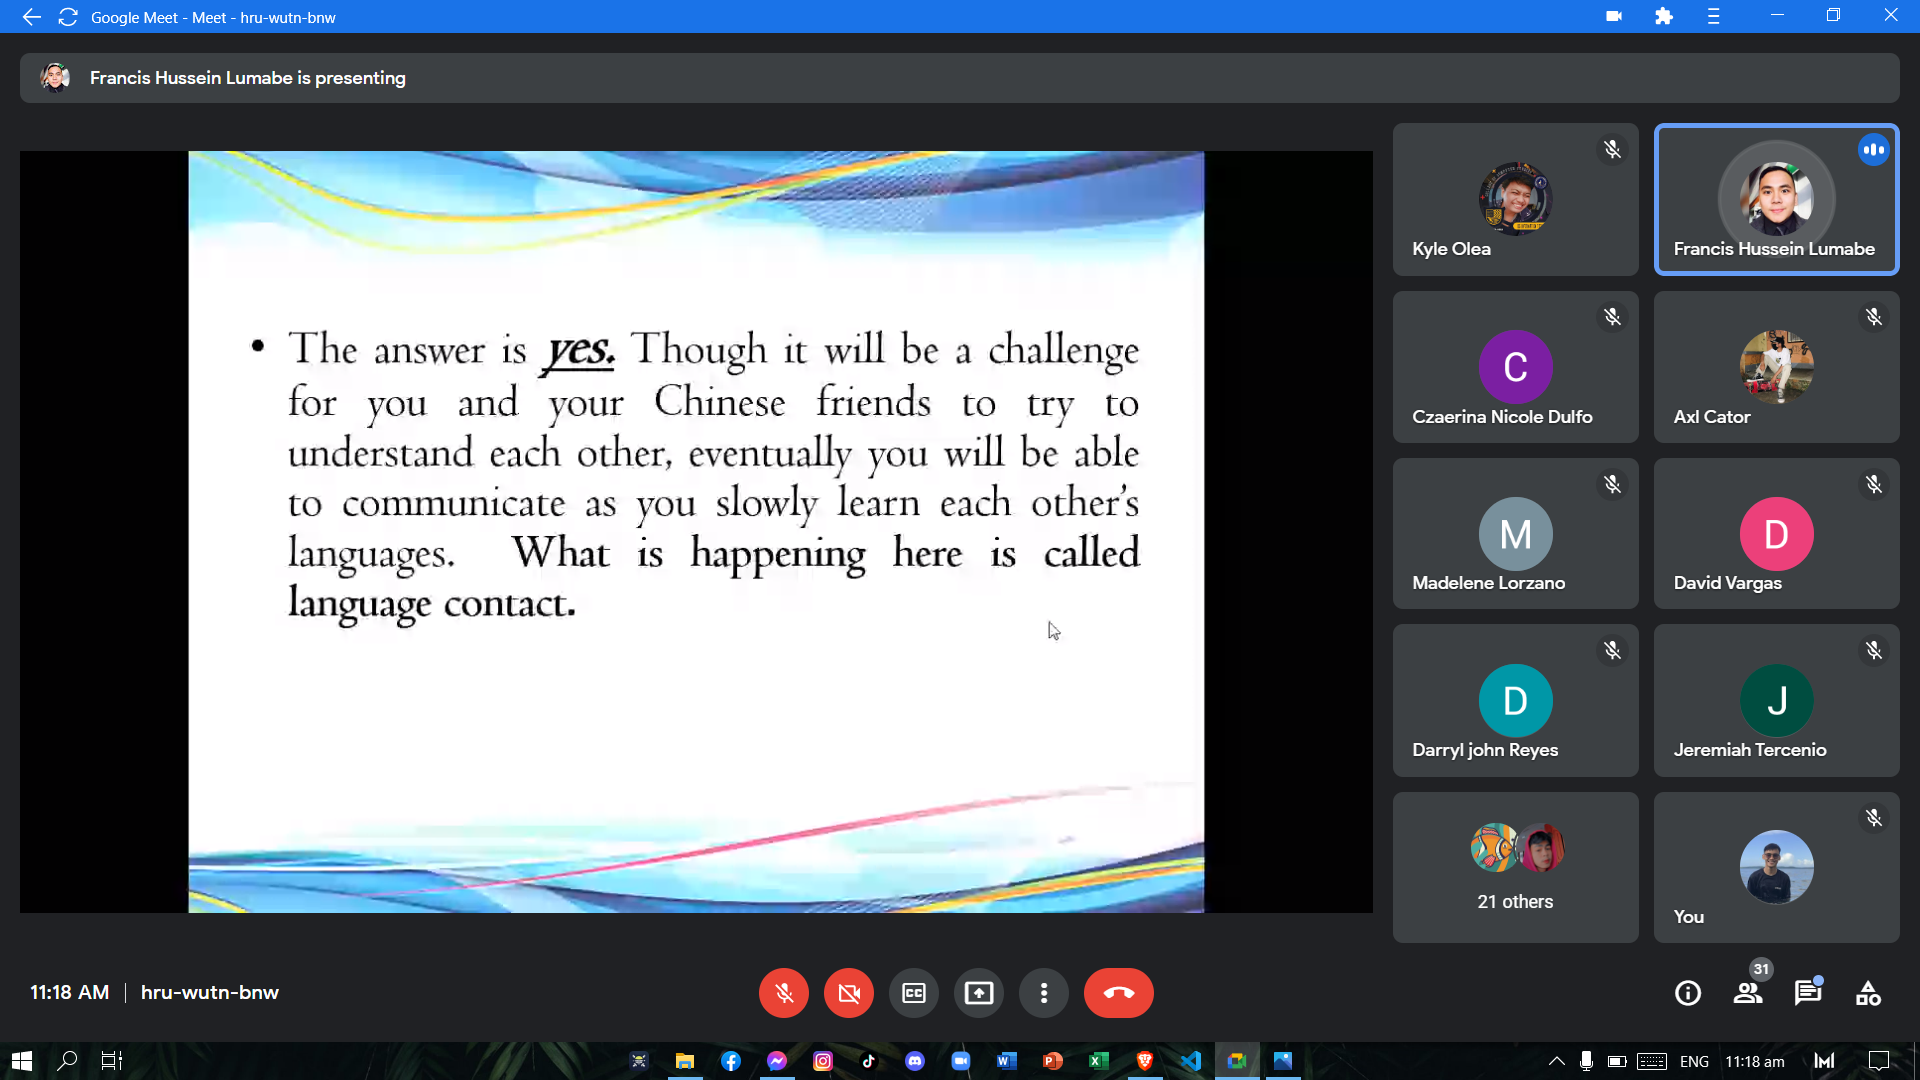 Google Meet - Meet - hru-wutn-bnw
Francis Hussein Lumabe is presenting
• The answer is yes. Though it will be a challenge
for you and your Chinese friends to try to
understand each other, eventually you will be able
to communicate as you slowly learn each other's
languages. What is happening here is called
language contact.
Kyle Olea
Francis Hussein Lumabe
C
Czaerina Nicole Dulfo
Axl Cator
M
Madelene Lorzano
D
David Vargas
D
Darryl john Reyes
J
Jeremiah Tercenio
21 others
You
11:18 AM | hru-wutn-bnw
CC
31
ENG 11:18 am